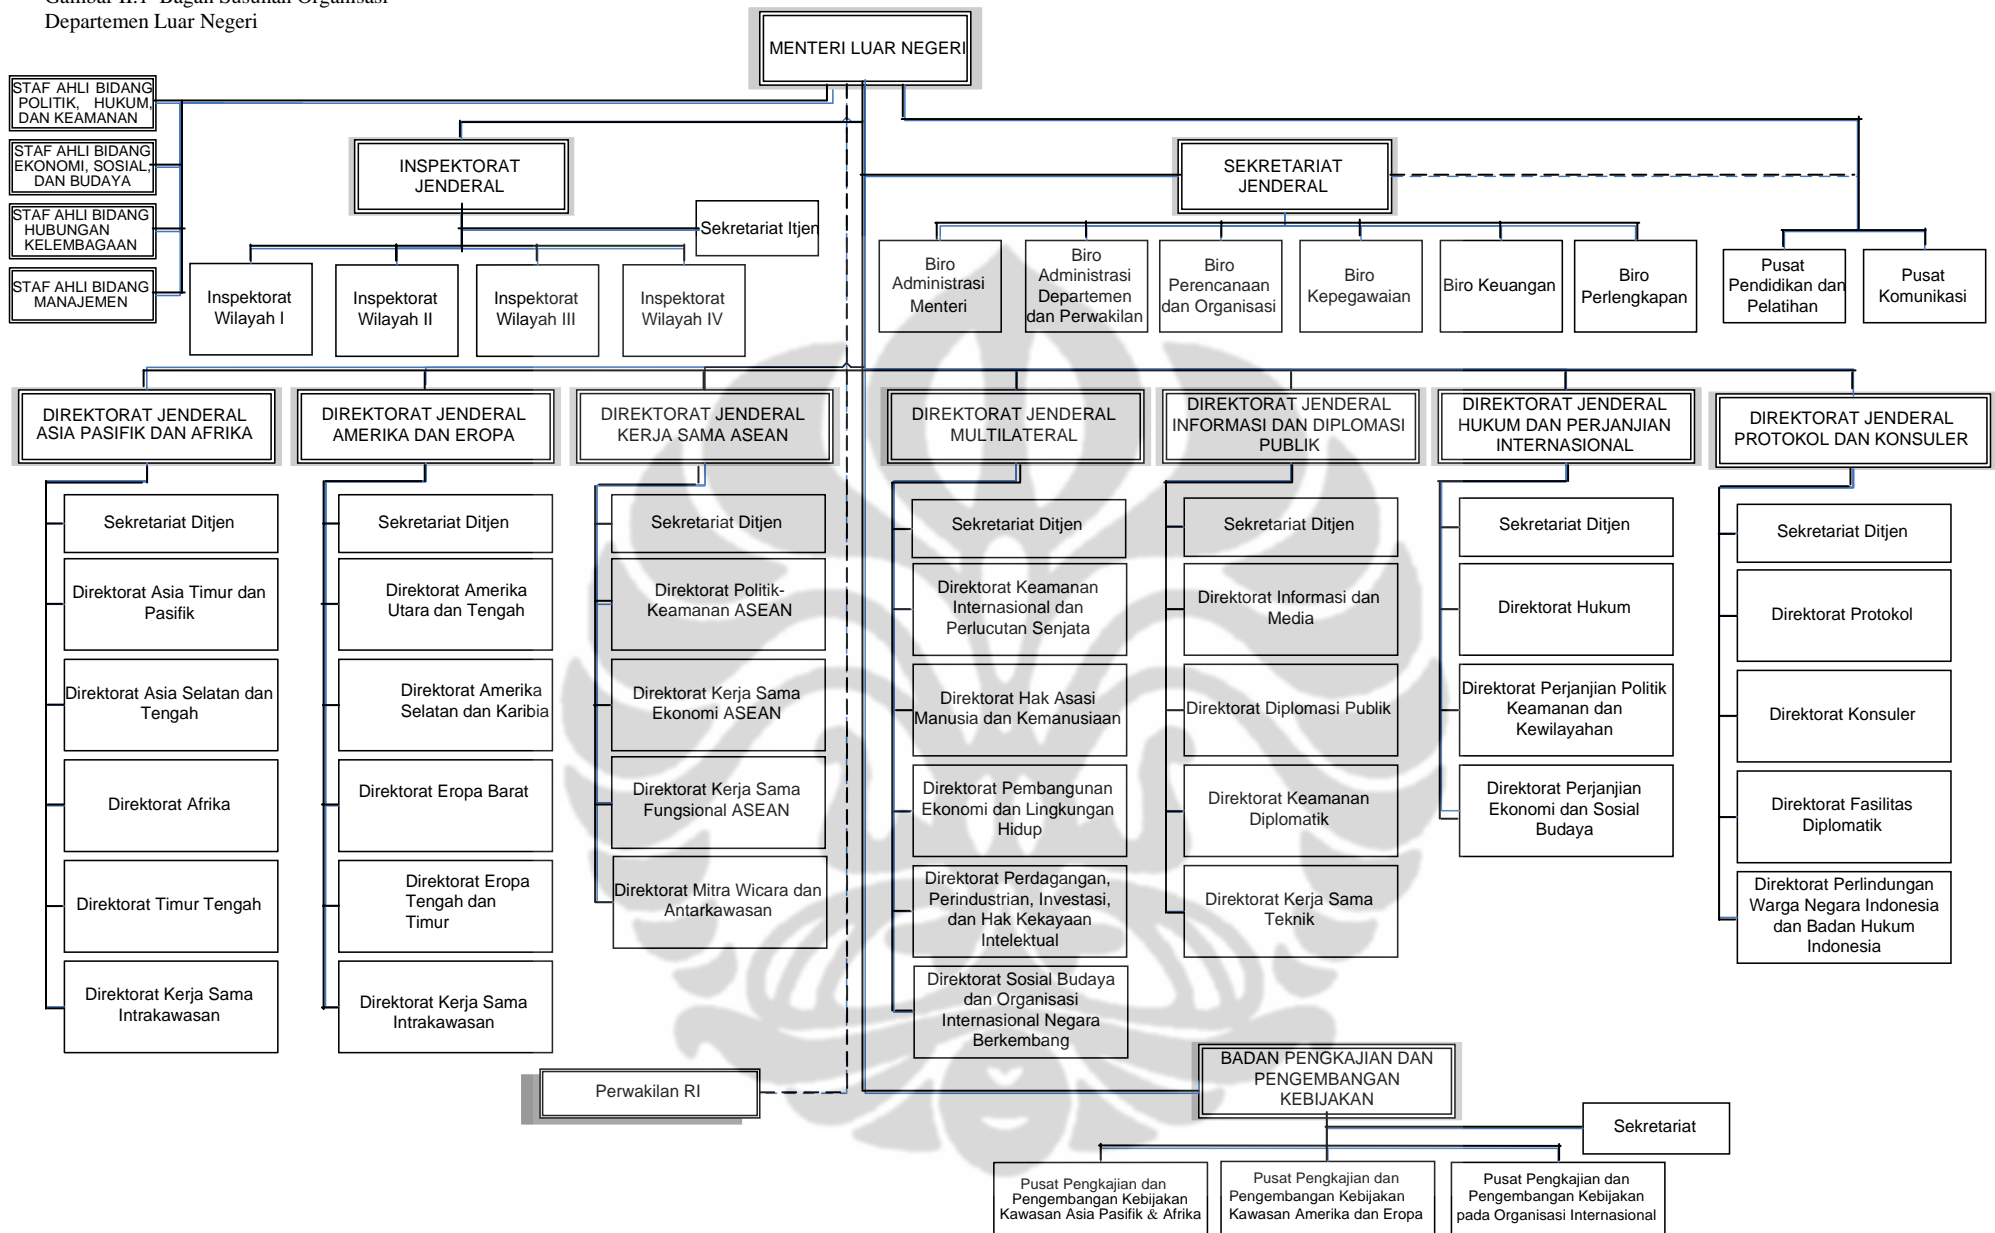 Gambar II.1 Bagan Susunan Organisasi
Departemen Luar Negeri
MENTERI LUAR NEGERI
STAF AHLI BIDANG
POLITIK, HUKUM,
DAN KEAMANAN
STAF AHLI BIDANG
EKONOMI, SOSIAL,
DAN BUDAYA
STAF AHLI BIDANG
HUBUNGAN
KELEMBAGAAN
STAF AHLI BIDANG
MANAJEMEN
INSPEKTORAT
JENDERAL
Sekretariat Itjen
Inspektorat
Wilayah I
Inspektorat
Wilayah II
Inspektorat
Wilayah III
Inspektorat
Wilayah IV
SEKRETARIAT
JENDERAL
Biro
Administrasi
Menteri
Biro
Administrasi
Departemen
dan Perwakilan
Biro
Perencanaan
dan Organisasi
Biro
Kepegawaian
Biro Keuangan
Biro
Perlengkapan
Pusat
Pendidikan dan
Pelatihan
Pusat
Komunikasi
DIREKTORAT JENDERAL
ASIA PASIFIK DAN AFRIKA
Sekretariat Ditjen
Direktorat Asia Timur dan
Pasifik
Direktorat Asia Selatan dan
Tengah
Direktorat Afrika
Direktorat Timur Tengah
Direktorat Kerja Sama
Intrakawasan
DIREKTORAT JENDERAL
AMERIKA DAN EROPA
Sekretariat Ditjen
Direktorat Amerika
Utara dan Tengah
Direktorat Amerika
Selatan dan Karibia
Direktorat Eropa Barat
Direktorat Eropa
Tengah dan
Timur
Direktorat Kerja Sama
Intrakawasan
DIREKTORAT JENDERAL
KERJA SAMA ASEAN
Sekretariat Ditjen
Direktorat Politik-
Keamanan ASEAN
Direktorat Kerja Sama
Ekonomi ASEAN
Direktorat Kerja Sama
Fungsional ASEAN
Direktorat Mitra Wicara dan
Antarkawasan
DIREKTORAT JENDERAL
MULTILATERAL
Sekretariat Ditjen
Direktorat Keamanan
Internasional dan
Perlucutan Senjata
Direktorat Hak Asasi
Manusia dan Kemanusiaan
Direktorat Pembangunan
Ekonomi dan Lingkungan
Hidup
Direktorat Perdagangan,
Perindustrian, Investasi,
dan Hak Kekayaan
Intelektual
Direktorat Sosial Budaya
dan Organisasi
Internasional Negara
Berkembang
DIREKTORAT JENDERAL
INFORMASI DAN DIPLOMASI
PUBLIK
Sekretariat Ditjen
Direktorat Informasi dan
Media
Direktorat Diplomasi Publik
Direktorat Keamanan
Diplomatik
Direktorat Kerja Sama
Teknik
DIREKTORAT JENDERAL
HUKUM DAN PERJANJIAN
INTERNASIONAL
Sekretariat Ditjen
Direktorat Hukum
Direktorat Perjanjian Politik
Keamanan dan
Kewilayahan
Direktorat Perjanjian
Ekonomi dan Sosial
Budaya
DIREKTORAT JENDERAL
PROTOKOL DAN KONSULER
Sekretariat Ditjen
Direktorat Protokol
Direktorat Konsuler
Direktorat Fasilitas
Diplomatik
Direktorat Perlindungan
Warga Negara Indonesia
dan Badan Hukum
Indonesia
Perwakilan RI
BADAN PENGKAJIAN DAN
PENGEMBANGAN
KEBIJAKAN
Sekretariat
Pusat Pengkajian dan
Pengembangan Kebijakan
Kawasan Asia Pasifik & Afrika
Pusat Pengkajian dan
Pengembangan Kebijakan
Kawasan Amerika dan Eropa
Pusat Pengkajian dan
Pengembangan Kebijakan
pada Organisasi Internasional